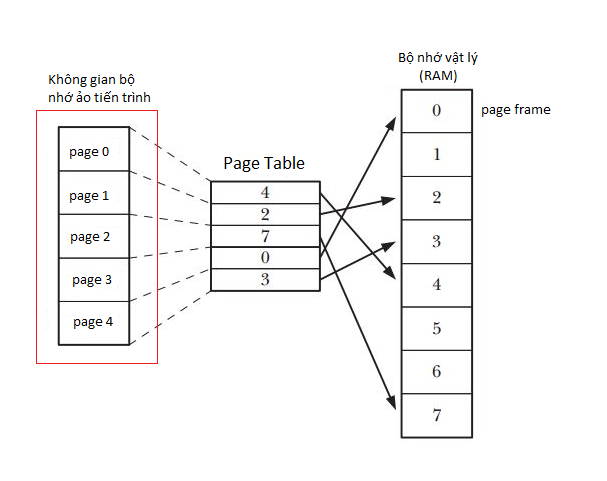 Không gian bộ
nhớ ảo tiến trình
page 0
page 1
page 2
page 3
page 4
Page Table
4
2
7
0
3
Bộ nhớ vật lý
(RAM)
0
1
2
3
4
5
6
7
page frame